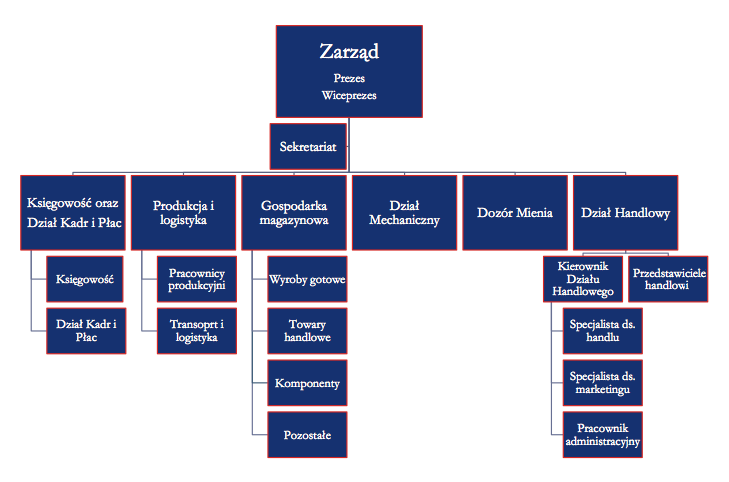 Zarząd
Prezes
Wiceprezes
Sekretariat
Księgowość oraz
Dział Kadr i Płac
Produkcja i
logistyka
Gospodarka
magazynowa
Dział
Mechaniczny
Dozór Mienia
Dział Handlowy
Księgowość
Dział Kadr i
Płac
Pracownicy
produkcyjni
Transoprt i
logistyka
Wyroby gotowe
Towary
handlowe
Komponenty
Pozostałe
Kierownik
Działu
Handlowego
Przedstawiciele
handlowi
Specjalista ds.
handlu
Specjalista ds.
marketingu
Pracownik
administracyjny